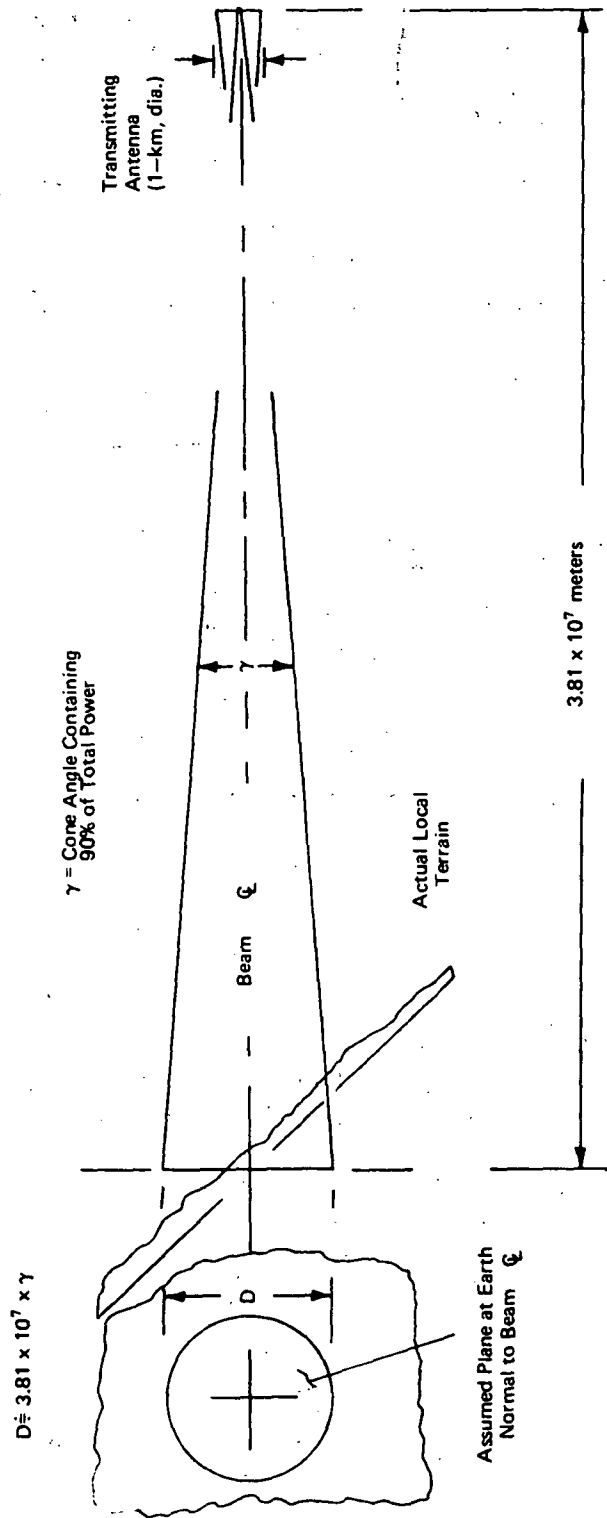 D≑ 3.81 x 10⁷ x γ
γ = Cone Angle Containing
90% of Total Power
Transmitting
Antenna
(1–km, dia.)
D
Beam ℄
γ
Assumed Plane at Earth
Normal to Beam ℄
Actual Local
Terrain
3.81 x 10⁷ meters